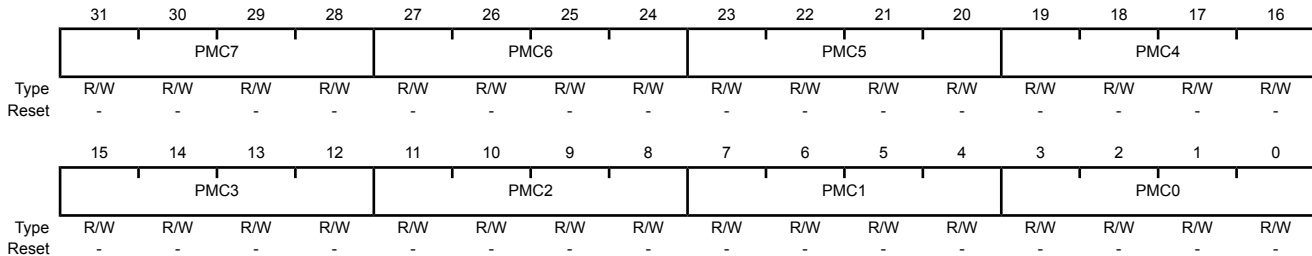 31 30 29 28 27 26 25 24 23 22 21 20 19 18 17 16
PMC7 PMC6 PMC5 PMC4
Type R/W R/W R/W R/W R/W R/W R/W R/W R/W R/W R/W R/W R/W R/W R/W R/W
Reset - - - - - - - - - - - - - - - -
15 14 13 12 11 10 9 8 7 6 5 4 3 2 1 0
PMC3 PMC2 PMC1 PMC0
Type R/W R/W R/W R/W R/W R/W R/W R/W R/W R/W R/W R/W R/W R/W R/W R/W
Reset - - - - - - - - - - - - - - - -